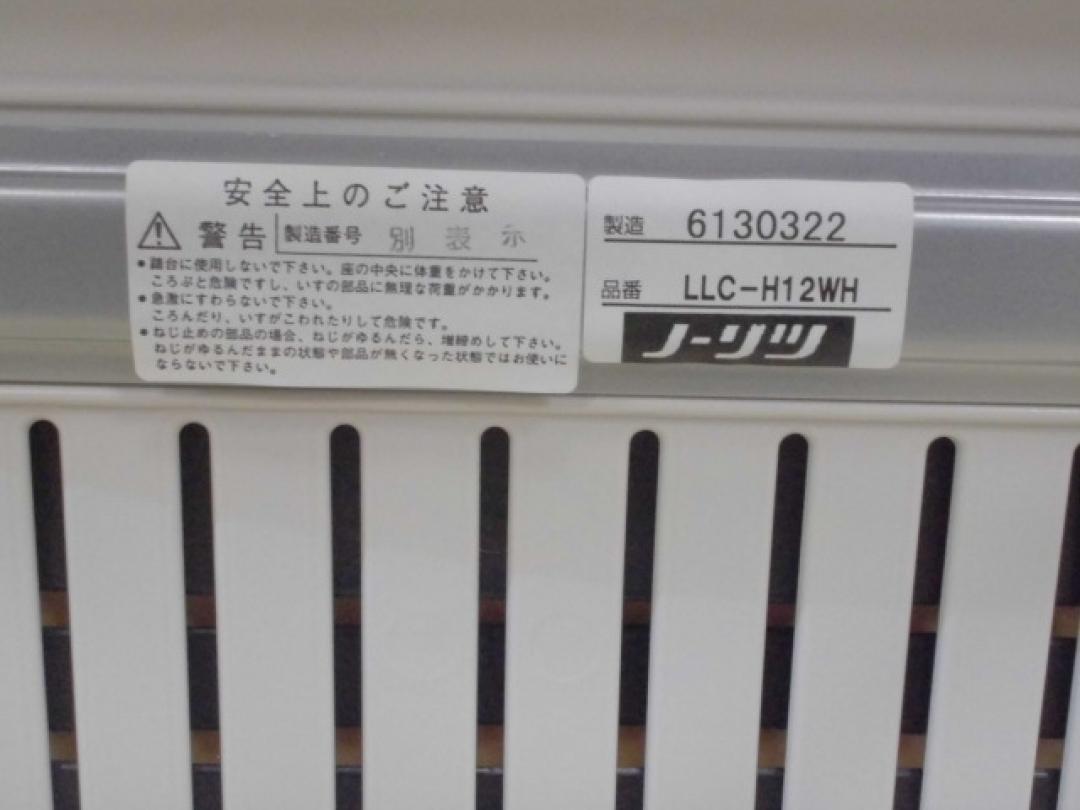 安全上のご注意
警告 製造番号 別表示
•踏台に使用しないで下さい。座の中央に体重をかけて下さい。
ころぶと危険ですし、いすの部品に無理な荷重がかかります。
•急激にすわらないで下さい。
ころんだり、いすがこわれたりして危険です。
•ねじ止めの部品の場合、ねじがゆるんだら、増締めして下さい。
ねじがゆるんだままの状態や部品が無くなった状態ではお使いに
ならないで下さい。
製造 6130322
品番 LLC-H12WH
ノーリツ